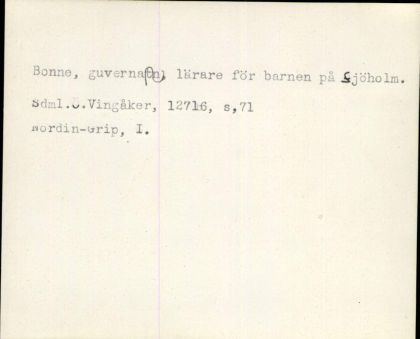 Bonne, guvernant, lärare för barnen på Sjöholm.
Sdml.Ö.Vingåker, 12716, s,71
Nordin-Grip, I.